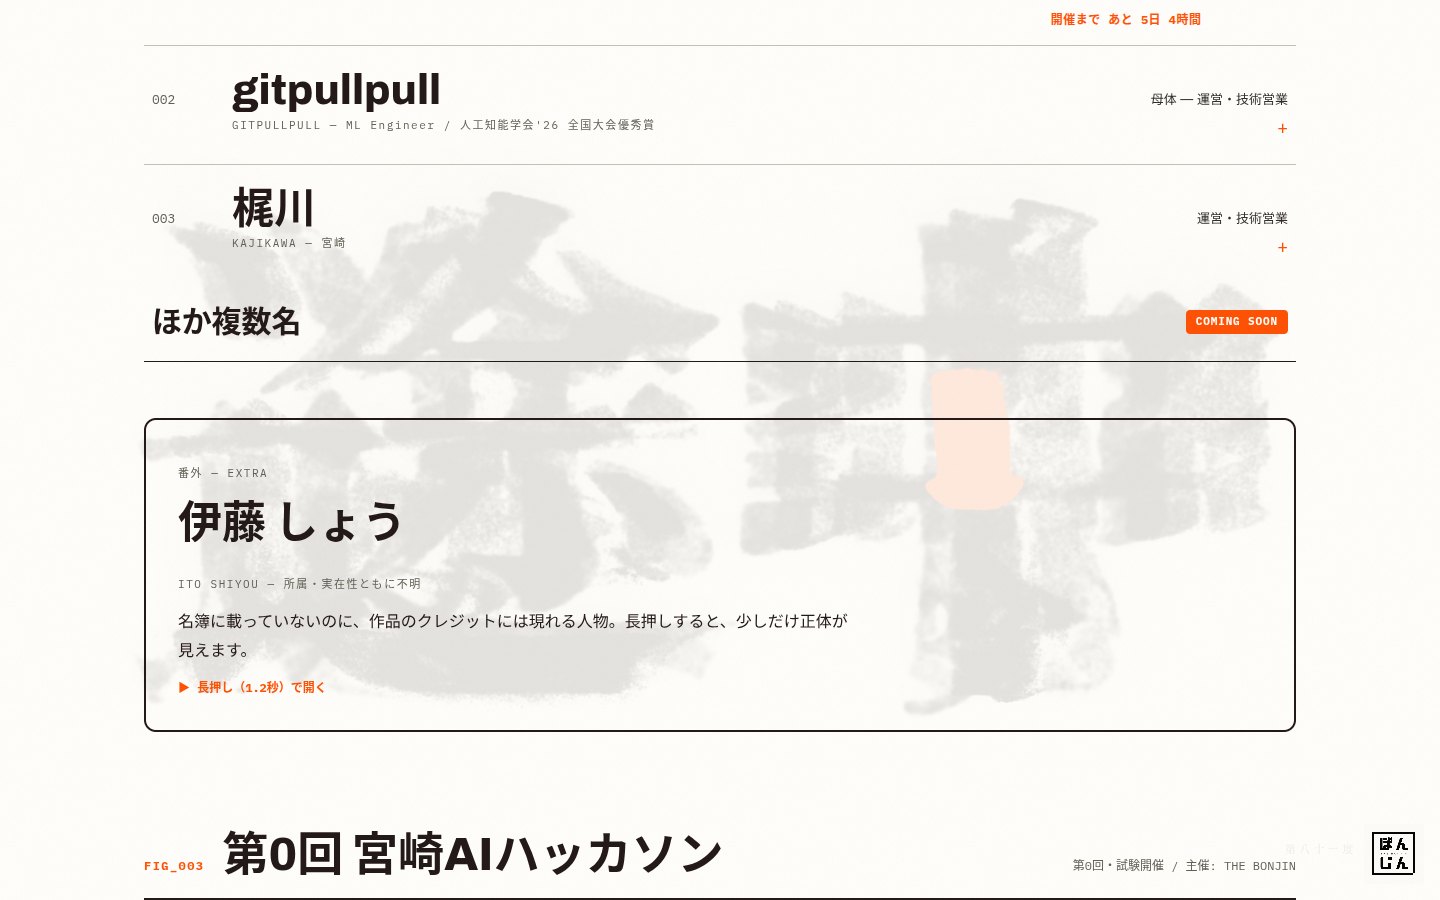 開催まで あと 5日 4時間
002
gitpullpull
GITPULLPULL — ML Engineer / 人工知能学会'26 全国大会優秀賞
母体 — 運営・技術営業
+
003
梶川
KAJIKAWA — 宮崎
運営・技術営業
+
ほか複数名
COMING SOON
番外 — EXTRA
伊藤 しょう
ITO SHIYOU — 所属・実在性ともに不明
名簿に載っていないのに、作品のクレジットには現れる人物。長押しすると、少しだけ正体が
見えます。
▶ 長押し（1.2秒）で開く
FIG_003
第0回 宮崎AIハッカソン
第0回・試験開催 / 主催: THE BONJIN
第八十一度
ぼん
じん